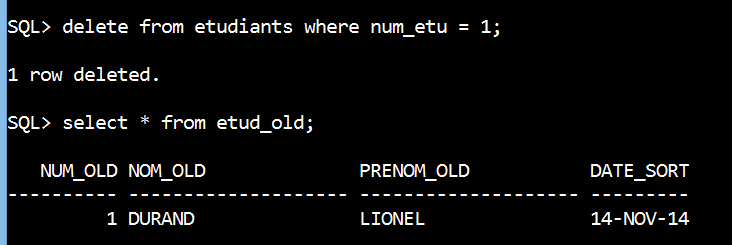 SQL> delete from etudiants where num_etu = 1;
1 row deleted.
SQL> select * from etud_old;
NUM_OLD NOM_OLD PRENOM_OLD DATE_SORT
---------- -------------------- -------------------- ---------
1 DURAND LIONEL 14-NOV-14